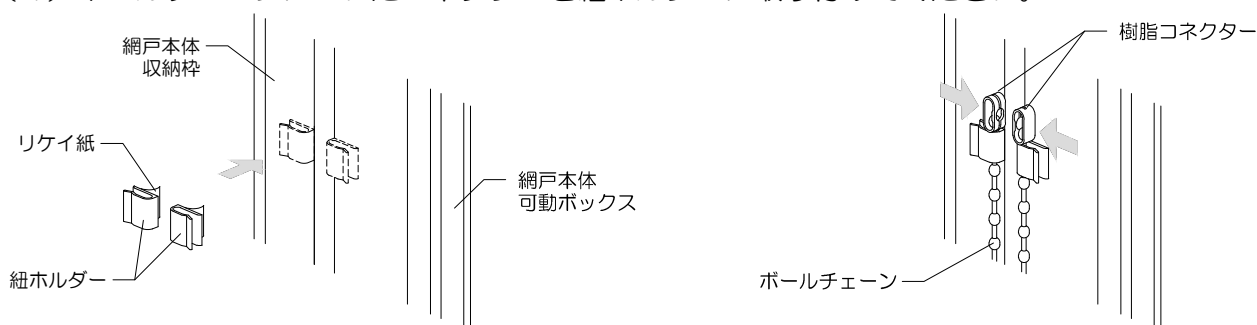 網戸本体
収納枠
リケイ紙
紐ホルダー
網戸本体
可動ボックス
樹脂コネクター
ボールチェーン